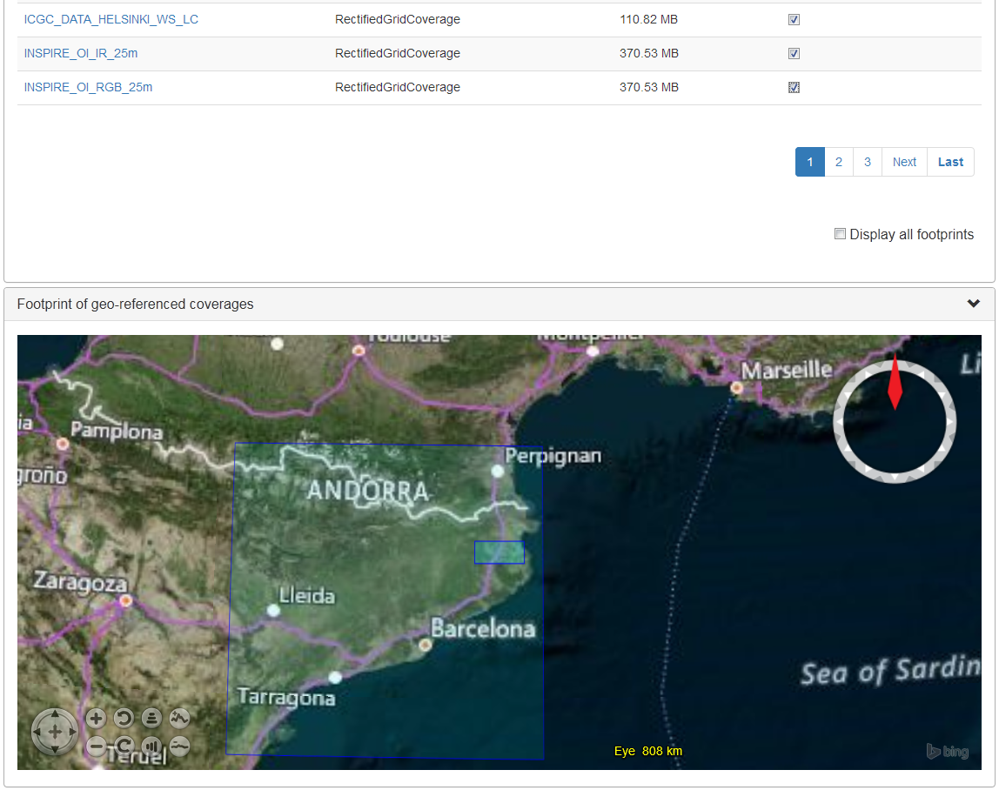 ICGC_DATA_HELSINKI_WS_LC RectifiedGridCoverage 110.82 MB
INSPIRE_OI_IR_25m RectifiedGridCoverage 370.53 MB
INSPIRE_OI_RGB_25m RectifiedGridCoverage 370.53 MB
1 2 3 Next Last
Display all footprints
Footprint of geo-referenced coverages
Toulouse
Montpellier
Marseille
Li
ia
Pamplona
Perpignan
groño
ANDORRA
Zaragoza
Lleida
Barcelona
Sea of Sardin
Tarragona
Teruel
Eye 808 km
bing